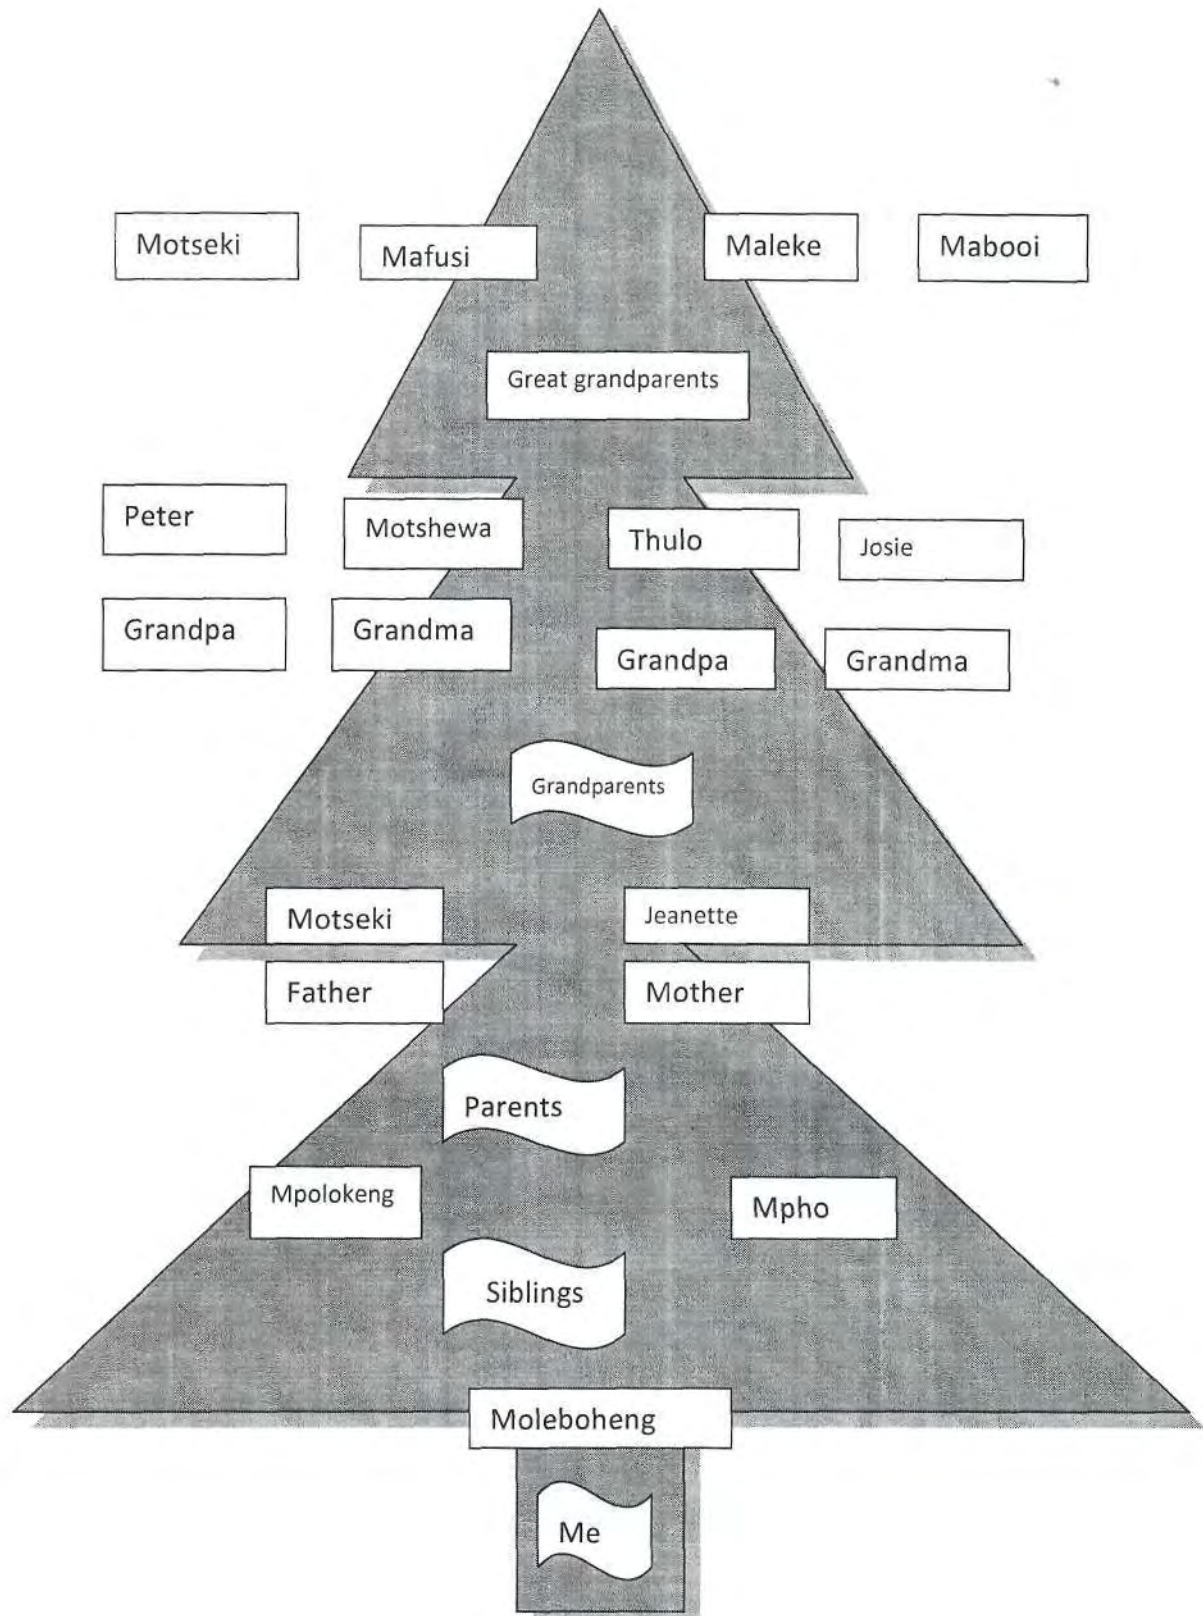 Motseki
Mafusi
Maleke
Mabooi
Great grandparents
Peter
Motshewa
Thulo
Josie
Grandpa
Grandma
Grandpa
Grandma
Grandparents
Motseki
Jeanette
Father
Mother
Parents
Mpolokeng
Mpho
Siblings
Moleboheng
Me